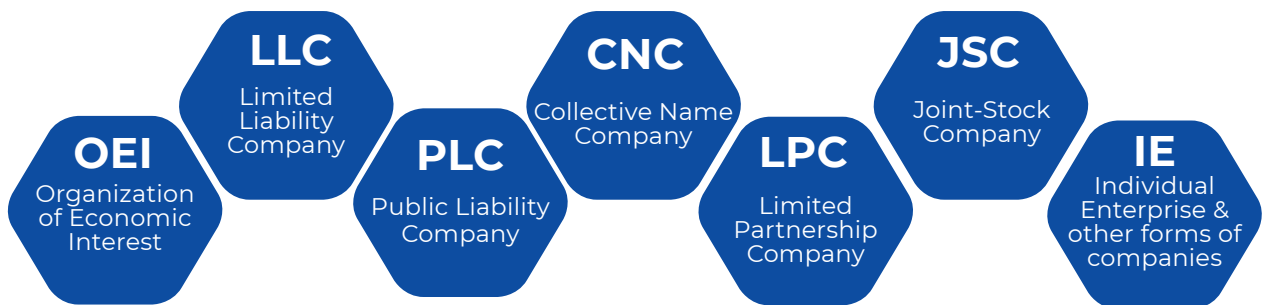 OEI
Organization
of Economic
Interest
LLC
Limited
Liability
Company
PLC
Public Liability
Company
CNC
Collective Name
Company
LPC
Limited
Partnership
Company
JSC
Joint-Stock
Company
IE
Individual
Enterprise &
other forms of
companies